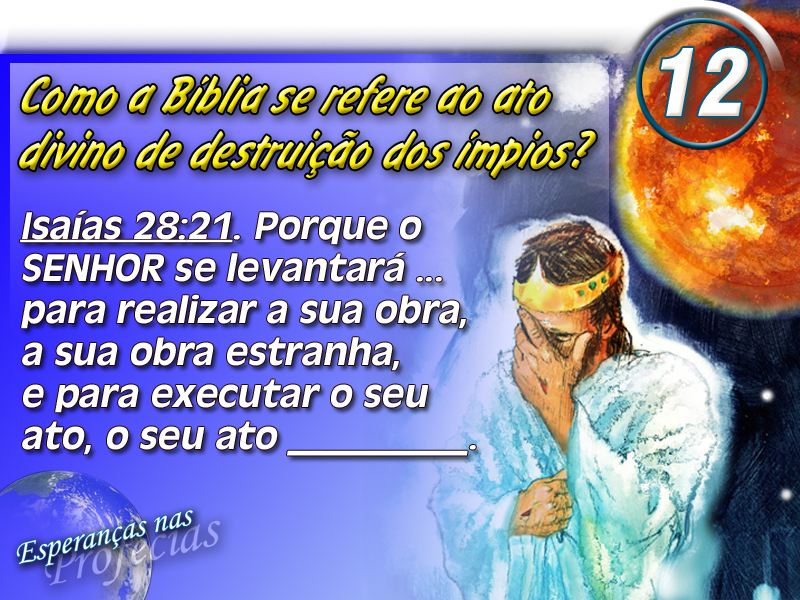 12
Como a Bíblia se refere ao ato
divino de destruição dos ímpios?
Isaías 28:21. Porque o
SENHOR se levantará ...
para realizar a sua obra,
a sua obra estranha,
e para executar o seu
ato, o seu ato __________.
Esperanças nas
Profecias